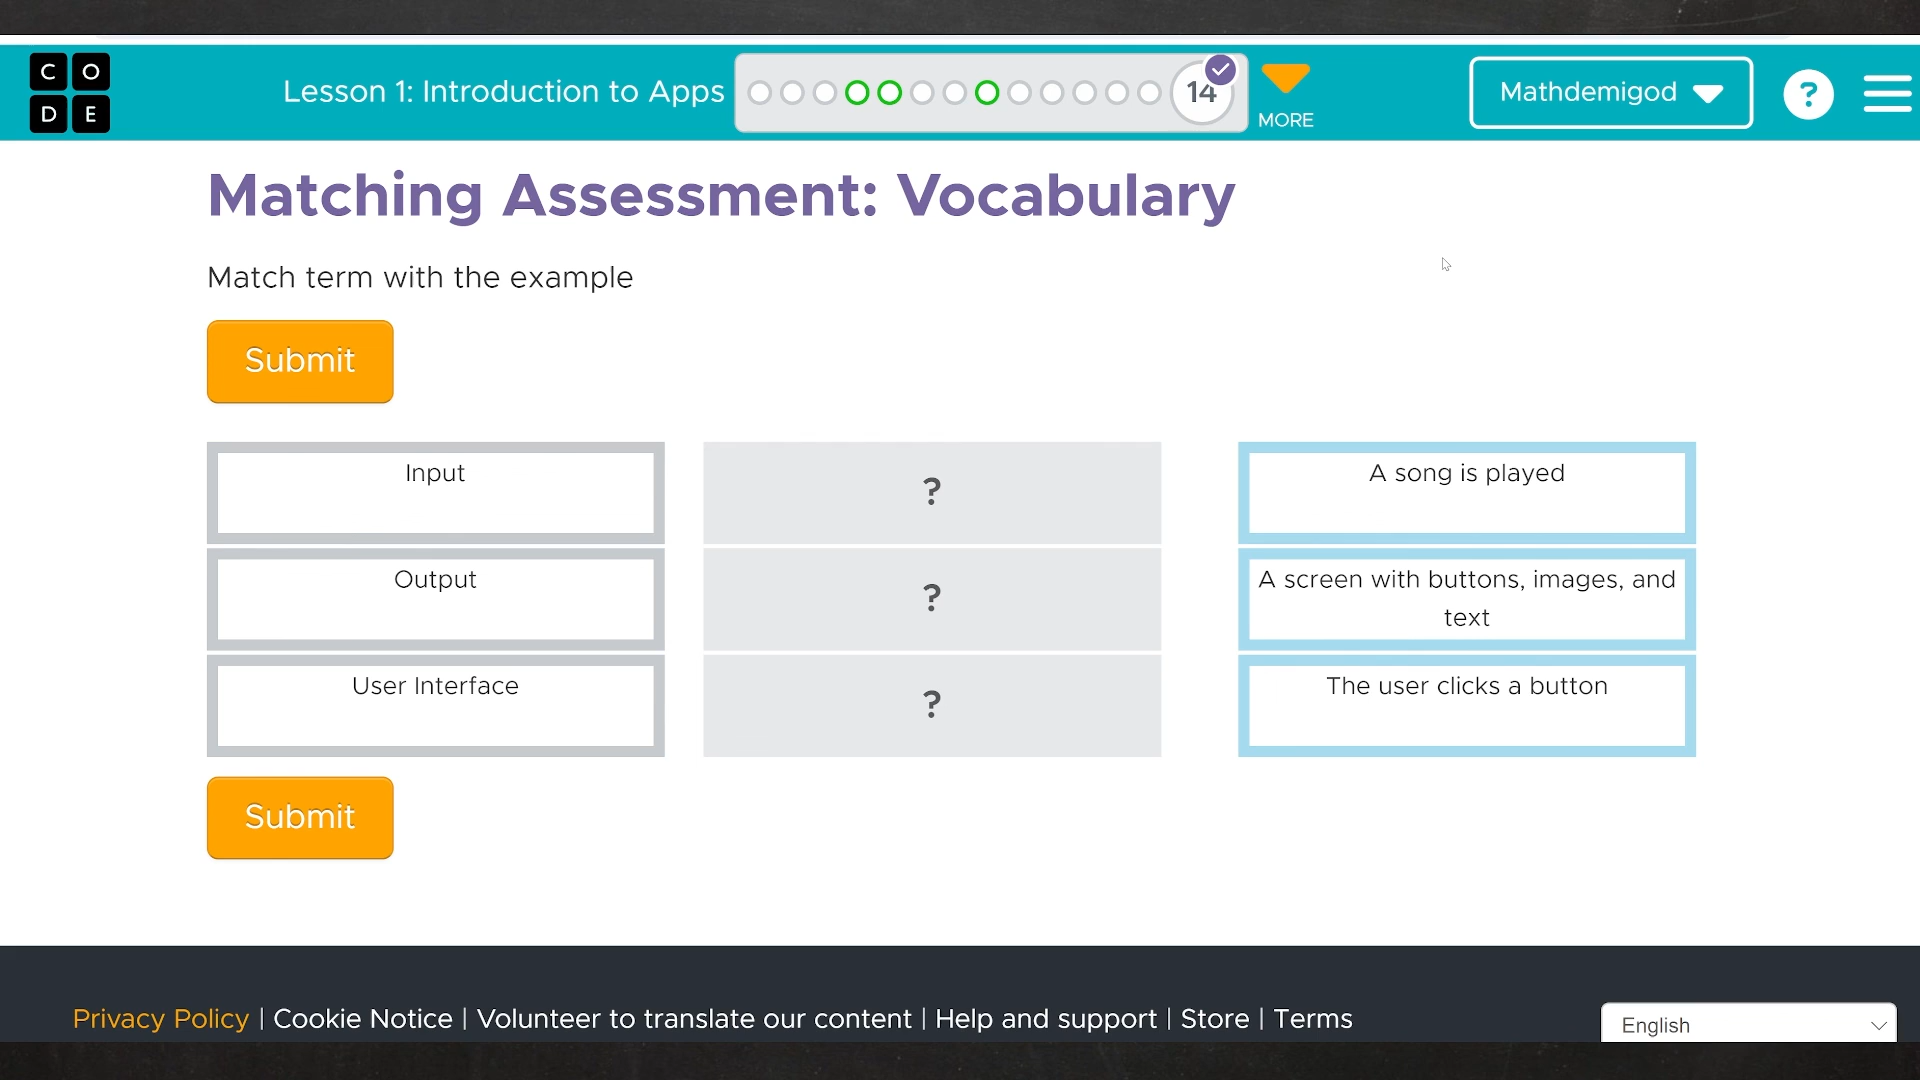 C O
D E
Lesson 1: Introduction to Apps
14
MORE
Mathdemigod
?
Matching Assessment: Vocabulary
Match term with the example
Submit
Input
?
A song is played
Output
?
A screen with buttons, images, and
text
User Interface
?
The user clicks a button
Submit
Privacy Policy | Cookie Notice | Volunteer to translate our content | Help and support | Store | Terms
English